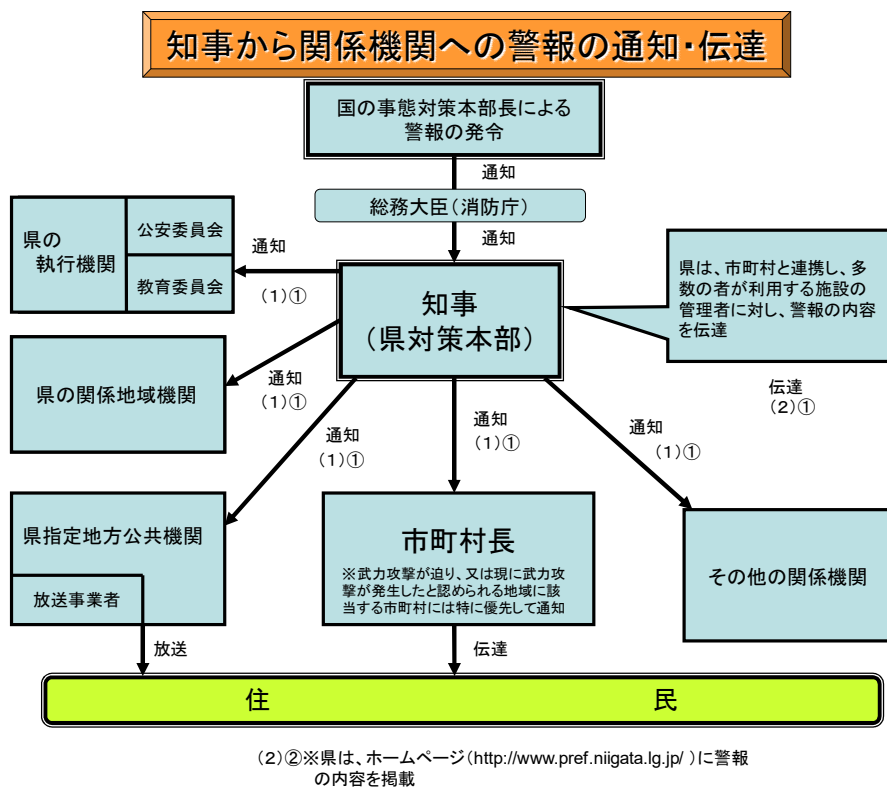 知事から関係機関への警報の通知・伝達
国の事態対策本部長による
警報の発令
通知
総務大臣(消防庁)
通知
県の
執行機関
公安委員会
教育委員会
通知
(1)①
知事
(県対策本部)
県は、市町村と連携し、多
数の者が利用する施設の
管理者に対し、警報の内容
を伝達
伝達
(2)①
県の関係地域機関
通知
(1)①
通知
(1)①
通知
(1)①
通知
(1)①
県指定地方公共機関
放送事業者
市町村長
※武力攻撃が迫り、又は現に武力攻
撃が発生したと認められる地域に該
当する市町村には特に優先して通知
その他の関係機関
放送
伝達
住 民
(2)②※県は、ホームページ(http://www.pref.niigata.lg.jp/ )に警報
の内容を掲載